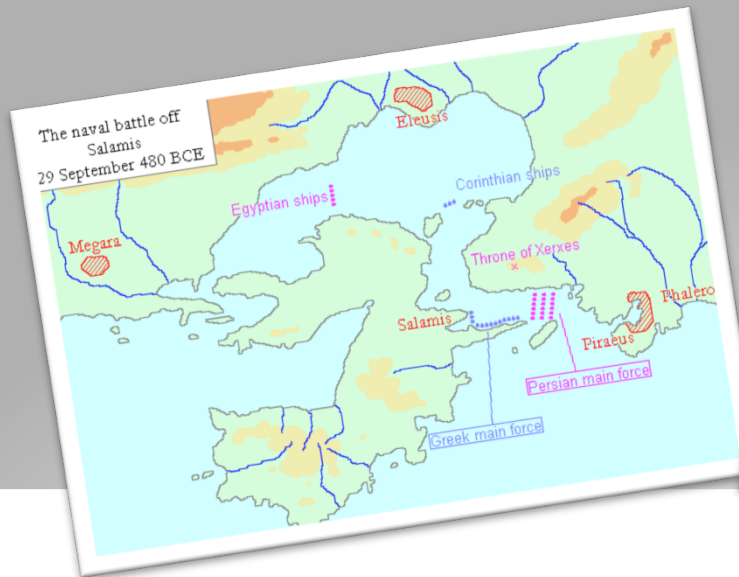 The naval battle off
Salamis
29 September 480 BCE
Eleusis
Corinthian ships
Egyptian ships
Megara
Throne of Xerxes
Phalero
Salamis
Piraeus
Persian main force
Greek main force